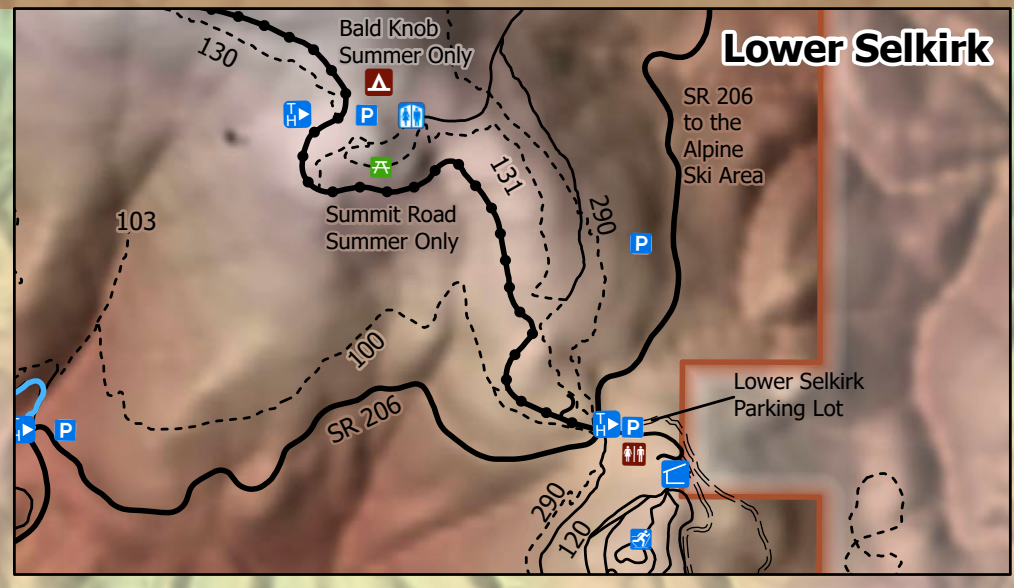 Lower Selkirk
Bald Knob
Summer Only
130
T
H
P
SR 206
to the
Alpine
Ski Area
131
103
Summit Road
Summer Only
290
P
100
SR 206
Lower Selkirk
Parking Lot
H
P
T
H
P
290
120